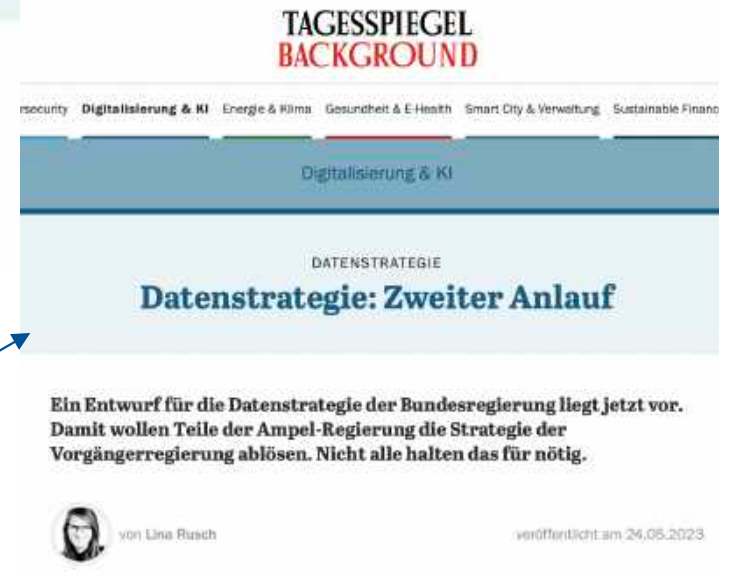 TAGESSPIEGEL
BACKGROUND
rsecurity Digitalisierung & KI Energie & Klima Gesundheit & E-Health Smart City & Verwaltung Sustainable Financ
Digitalisierung & KI
DATENSTRATEGIE
Datenstrategie: Zweiter Anlauf
Ein Entwurf für die Datenstrategie der Bundesregierung liegt jetzt vor.
Damit wollen Teile der Ampel-Regierung die Strategie der
Vorgängerregierung ablösen. Nicht alle halten das für nötig.
von Lina Rusch
veröffentlicht am 24.05.2023